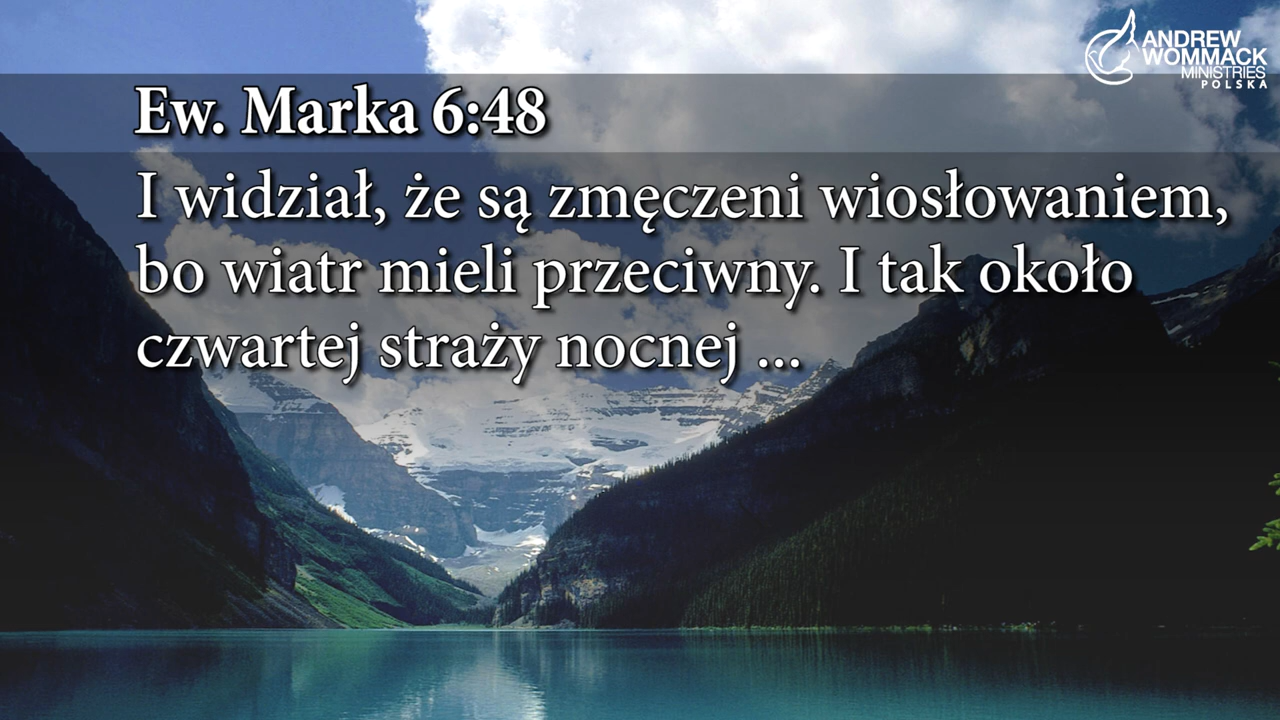 ANDREW
WOMMACK
MINISTRIES
POLSKA
Ew. Marka 6:48
I widział, że są zmęczeni wiosłowaniem,
bo wiatr mieli przeciwny. I tak około
czwartej straży nocnej ...